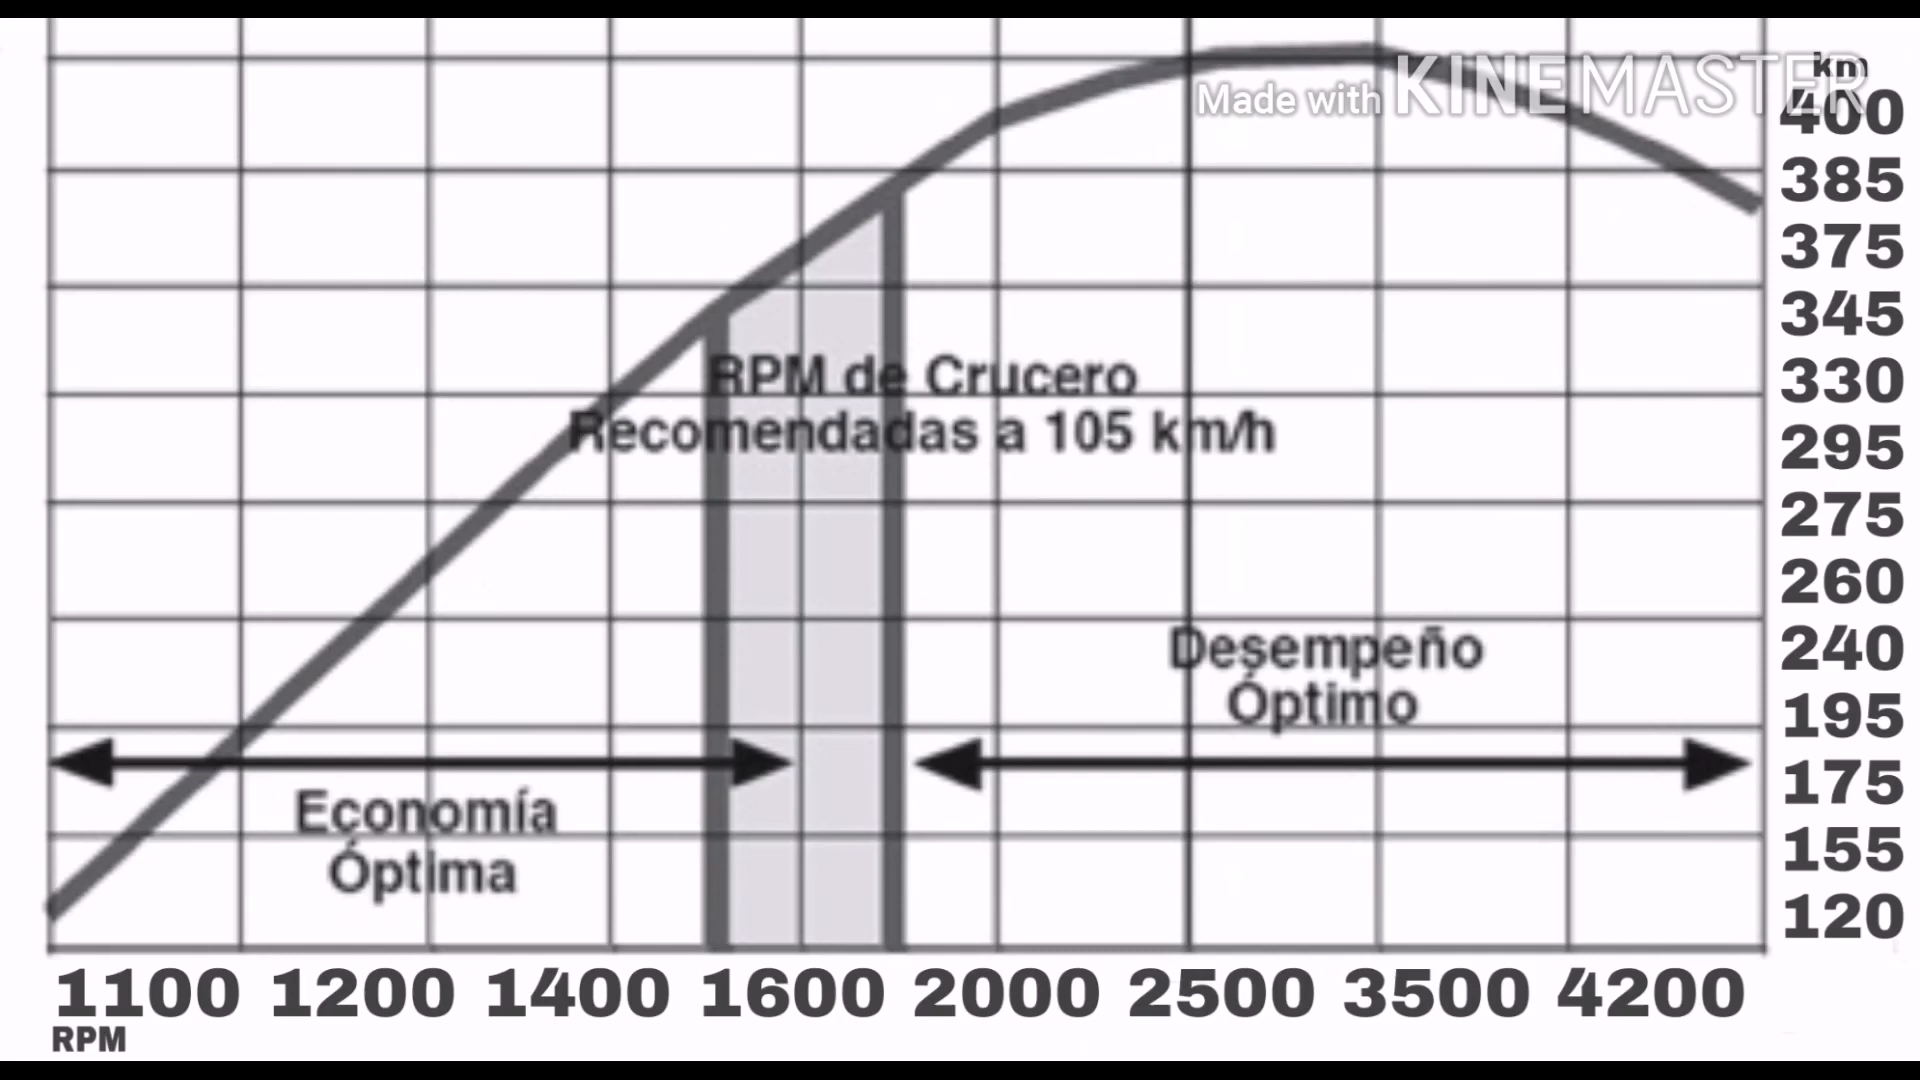 Made with KINEMASTER
km
400
385
375
345
330
295
275
260
240
195
175
155
120
RPM de Crucero
Recomendadas a 105 km/h
Desempeño
Óptimo
Economía
Óptima
1100 1200 1400 1600 2000 2500 3500 4200
RPM